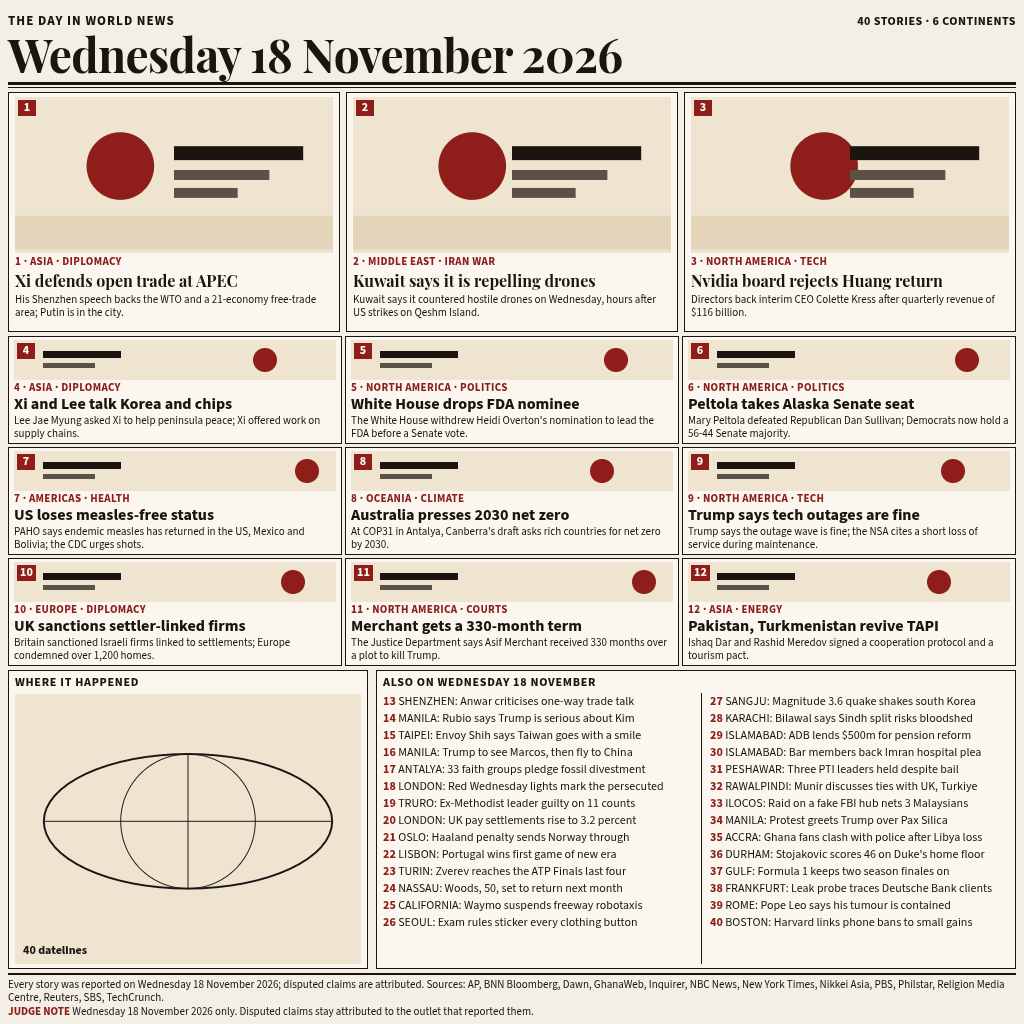 THE DAY IN WORLD NEWS
40 STORIES · 6 CONTINENTS
Wednesday 18 November 2026
1
1 · ASIA · DIPLOMACY
Xi defends open trade at APEC
His Shenzhen speech backs the WTO and a 21-economy free-trade
area; Putin is in the city.
2
2 · MIDDLE EAST · IRAN WAR
Kuwait says it is repelling drones
Kuwait says it countered hostile drones on Wednesday, hours after
US strikes on Qeshm Island.
3
3 · NORTH AMERICA · TECH
Nvidia board rejects Huang return
Directors back interim CEO Colette Kress after quarterly revenue of
$116 billion.
4
4 · ASIA · DIPLOMACY
Xi and Lee talk Korea and chips
Lee Jae Myung asked Xi to help peninsula peace; Xi offered work on
supply chains.
5
5 · NORTH AMERICA · POLITICS
White House drops FDA nominee
The White House withdrew Heidi Overton's nomination to lead the
FDA before a Senate vote.
6
6 · NORTH AMERICA · POLITICS
Peltola takes Alaska Senate seat
Mary Peltola defeated Republican Dan Sullivan; Democrats now hold a
56-44 Senate majority.
7
7 · AMERICAS · HEALTH
US loses measles-free status
PAHO says endemic measles has returned in the US, Mexico and
Bolivia; the CDC urges shots.
8
8 · OCEANIA · CLIMATE
Australia presses 2030 net zero
At COP31 in Antalya, Canberra's draft asks rich countries for net zero
by 2030.
9
9 · NORTH AMERICA · TECH
Trump says tech outages are fine
Trump says the outage wave is fine; the NSA cites a short loss of
service during maintenance.
10
10 · EUROPE · DIPLOMACY
UK sanctions settler-linked firms
Britain sanctioned Israeli firms linked to settlements; Europe
condemned over 1,200 homes.
11
11 · NORTH AMERICA · COURTS
Merchant gets a 330-month term
The Justice Department says Asif Merchant received 330 months over
a plot to kill Trump.
12
12 · ASIA · ENERGY
Pakistan, Turkmenistan revive TAPI
Ishaq Dar and Rashid Meredov signed a cooperation protocol and a
tourism pact.
WHERE IT HAPPENED
40 datelines
ALSO ON WEDNESDAY 18 NOVEMBER
13 SHENZHEN: Anwar criticises one-way trade talk
14 MANILA: Rubio says Trump is serious about Kim
15 TAIPEI: Envoy Shih says Taiwan goes with a smile
16 MANILA: Trump to see Marcos, then fly to China
17 ANTALYA: 33 faith groups pledge fossil divestment
18 LONDON: Red Wednesday lights mark the persecuted
19 TRURO: Ex-Methodist leader guilty on 11 counts
20 LONDON: UK pay settlements rise to 3.2 percent
21 OSLO: Haaland penalty sends Norway through
22 LISBON: Portugal wins first game of new era
23 TURIN: Zverev reaches the ATP Finals last four
24 NASSAU: Woods, 50, set to return next month
25 CALIFORNIA: Waymo suspends freeway robotaxis
26 SEOUL: Exam rules sticker every clothing button
27 SANGJU: Magnitude 3.6 quake shakes south Korea
28 KARACHI: Bilawal says Sindh split risks bloodshed
29 ISLAMABAD: ADB lends $500m for pension reform
30 ISLAMABAD: Bar members back Imran hospital plea
31 PESHAWAR: Three PTI leaders held despite bail
32 RAWALPINDI: Munir discusses ties with UK, Turkiye
33 ILOCOS: Raid on a fake FBI hub nets 3 Malaysians
34 MANILA: Protest greets Trump over Pax Silica
35 ACCRA: Ghana fans clash with police after Libya loss
36 DURHAM: Stojakovic scores 46 on Duke's home floor
37 GULF: Formula 1 keeps two season finales on
38 FRANKFURT: Leak probe traces Deutsche Bank clients
39 ROME: Pope Leo says his tumour is contained
40 BOSTON: Harvard links phone bans to small gains
Every story was reported on Wednesday 18 November 2026; disputed claims are attributed. Sources: AP, BNN Bloomberg, Dawn, GhanaWeb, Inquirer, NBC News, New York Times, Nikkei Asia, PBS, Philstar, Religion Media
Centre, Reuters, SBS, TechCrunch.
JUDGE NOTE Wednesday 18 November 2026 only. Disputed claims stay attributed to the outlet that reported them.